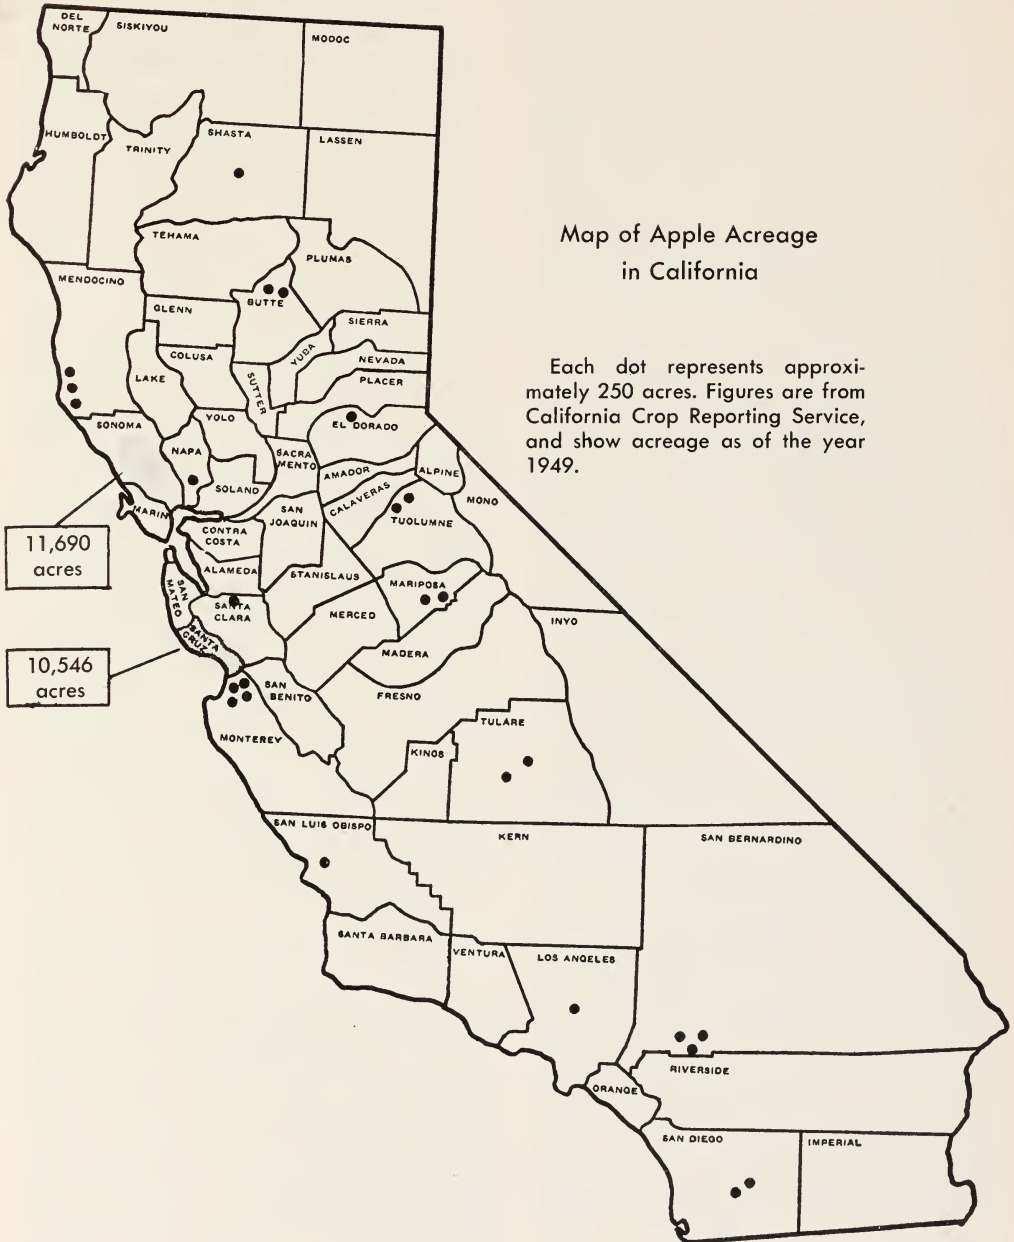 DEL
NORTE
SISKIYOU
MODOC
HUMBOLDT
TRINITY
SHASTA
LASSEN
TEHAMA
PLUMAS
Map of Apple Acreage
in California
MENDOCINO
GLENN
BUTTE
SIERRA
YUBA
NEVADA
COLUSA
LAKE
SUTTER
PLACER
Each dot represents approxi-
mately 250 acres. Figures are from
California Crop Reporting Service,
and show acreage as of the year
1949.
SONOMA
YOLO
EL DORADO
NAPA
SACRA
MENTO
AMADOR
ALPINE
SOLANO
CALAVERAS
MONO
MARIN
SAN
JOAQUIN
TUOLUMNE
11,690
acres
CONTRA
COSTA
ALAMEDA
STANISLAUS
MARIPOSA
SAN
MATEO
SANTA
CLARA
MERCED
INYO
SANTA
CRUZ
MADERA
10,546
acres
SAN
BENITO
FRESNO
MONTEREY
TULARE
KINGS
SAN LUIS OBISPO
KERN
SAN BERNARDINO
SANTA BARBARA
VENTURA
LOS ANGELES
RIVERSIDE
ORANGE
SAN DIEGO
IMPERIAL